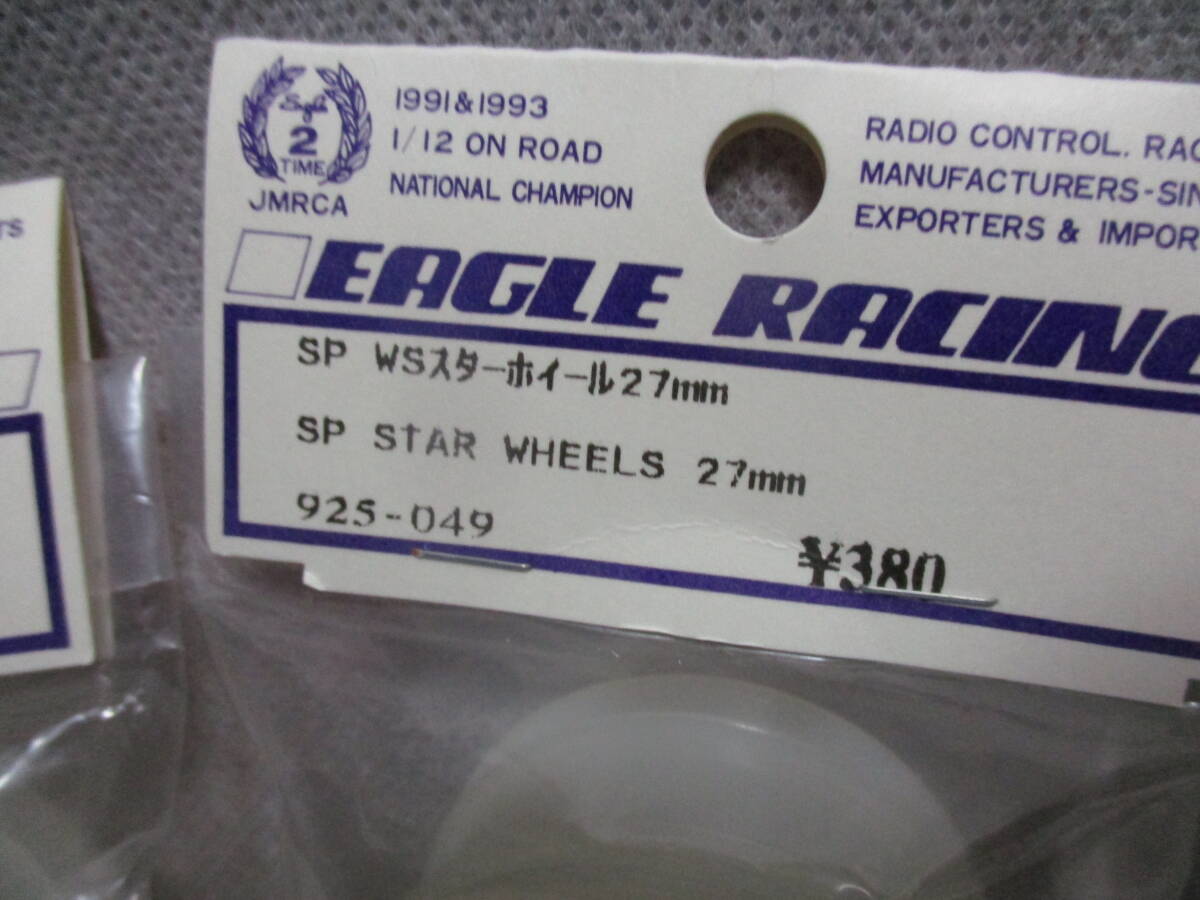 Eagle
2
TIME
JMRCA
1991&1993
1/12 ON ROAD
NATIONAL CHAMPION
RADIO CONTROL. RAC
MANUFACTURERS-SIN
EXPORTERS & IMPOR
EAGLE RACING
SP WSスターホイール27mm
SP STAR WHEELS 27mm
925-049
¥380
TS